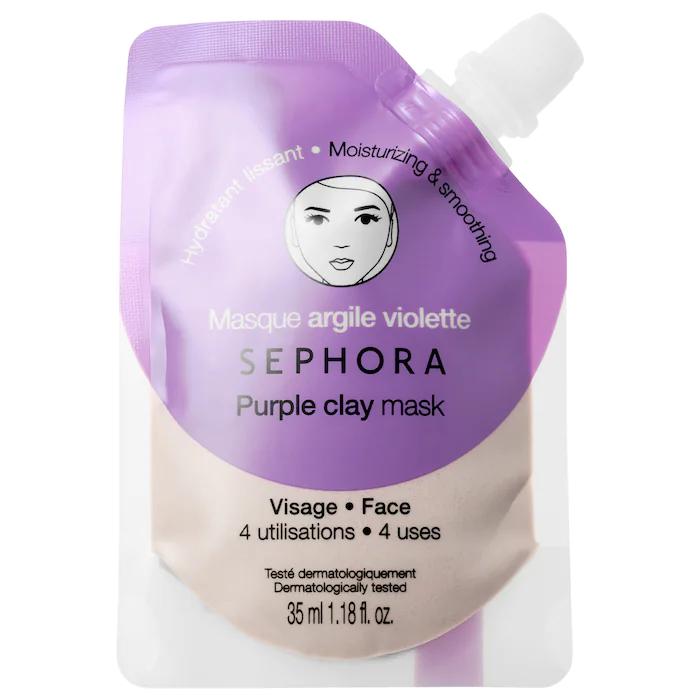 Hydratant lissant • Moisturizing & smoothing
Masque argile violette
SEPHORA
Purple clay mask
Visage • Face
4 utilisations • 4 uses
Testé dermatologiquement
Dermatologically tested
35 ml 1.18 fl. oz.